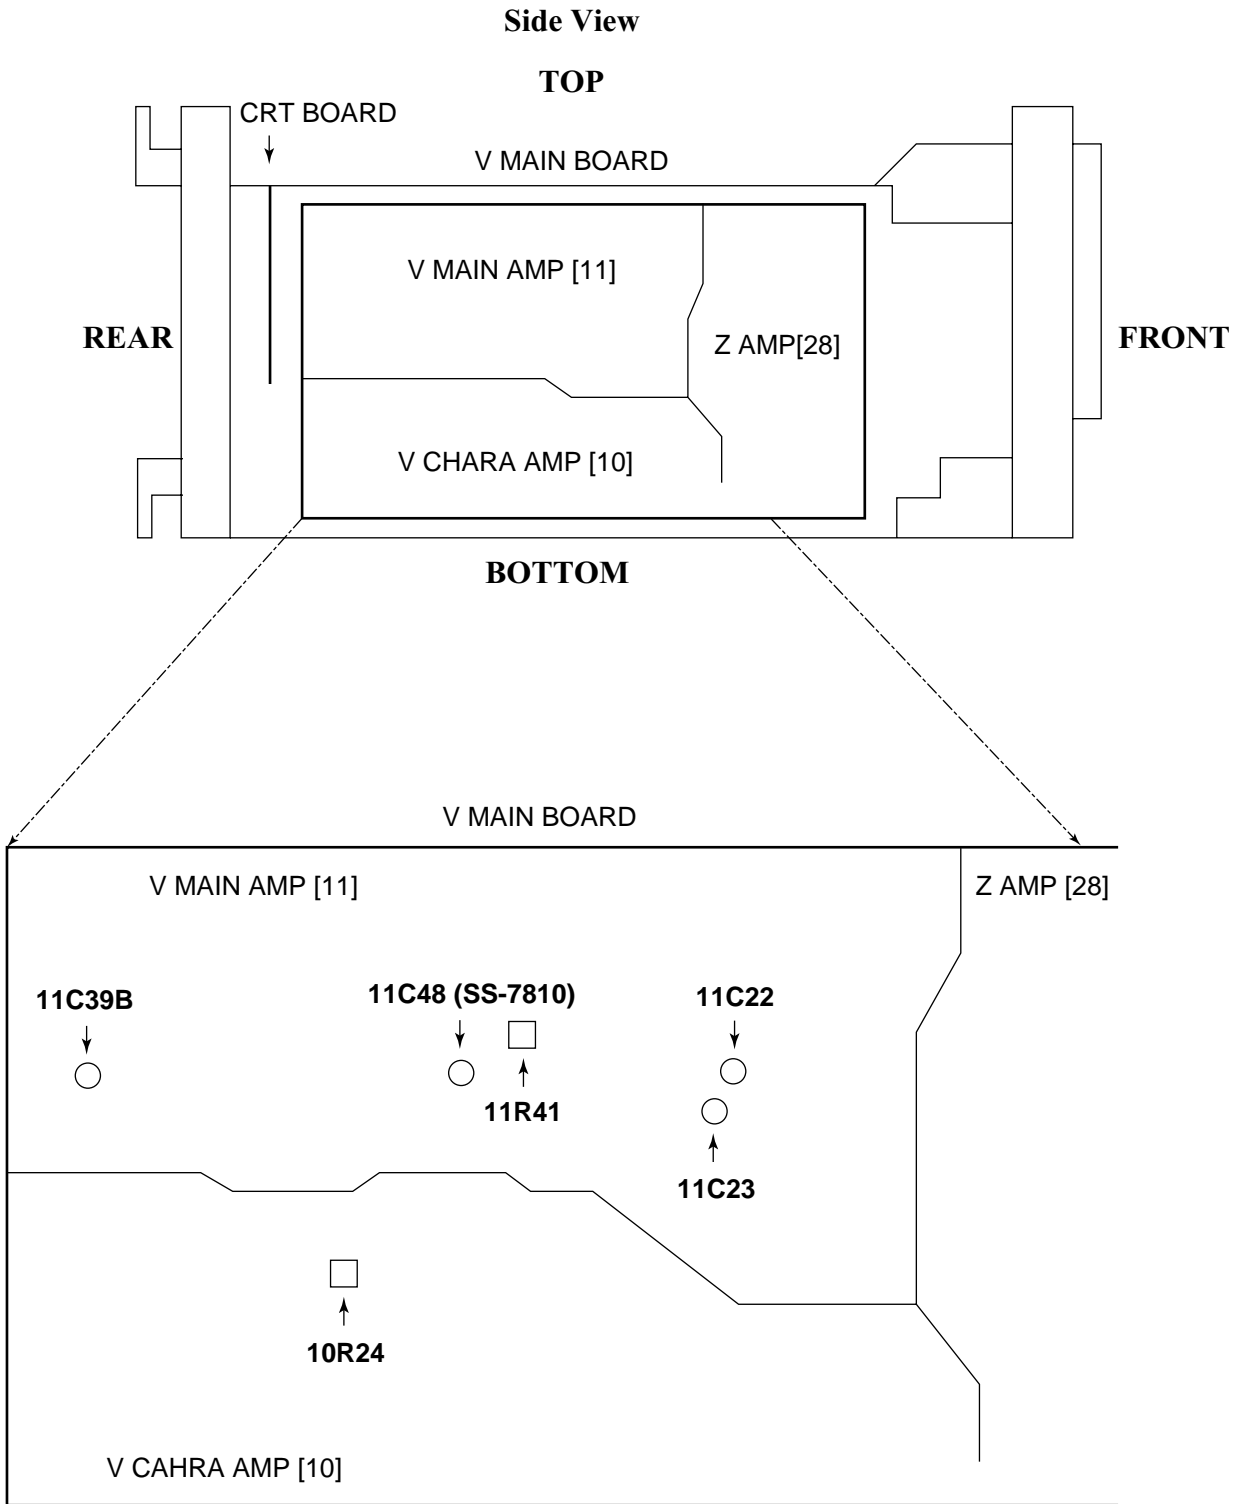 Side View
TOP
CRT BOARD
V MAIN BOARD
V MAIN AMP [11]
REAR
Z AMP[28]
FRONT
V CHARA AMP [10]
BOTTOM
V MAIN BOARD
V MAIN AMP [11]
Z AMP [28]
11C39B
11C48 (SS-7810)
11C22
11R41
11C23
10R24
V CAHRA AMP [10]